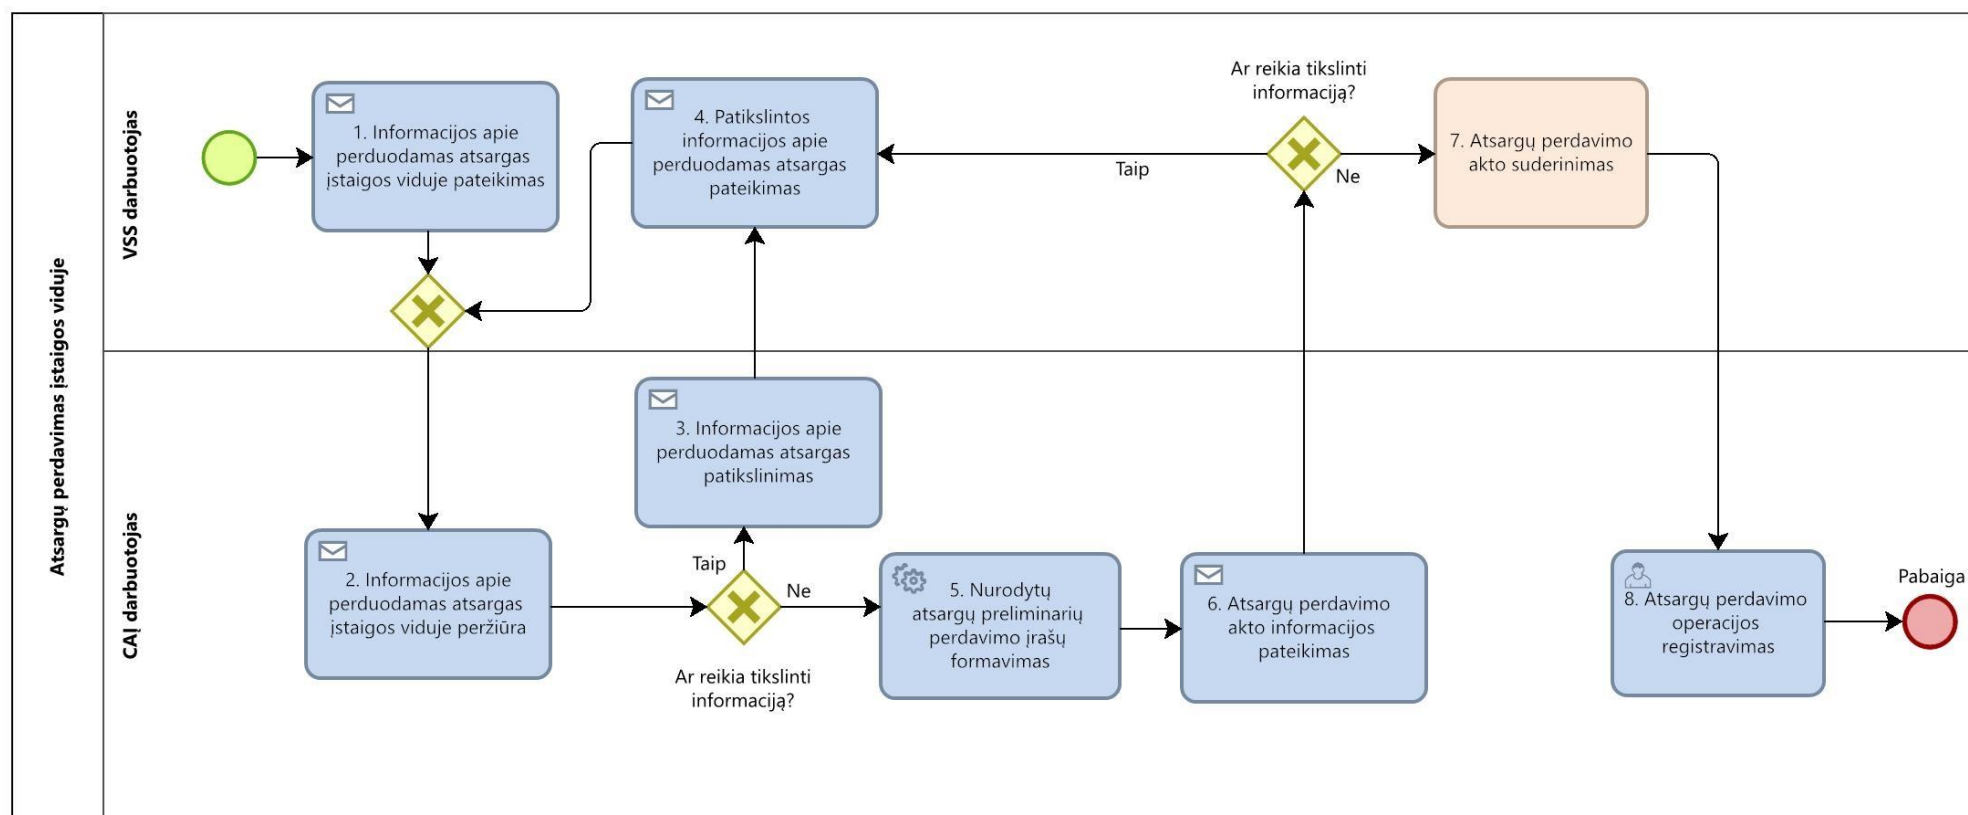 Atsargų perdavimas įstaigos viduje
VSS darbuotojas
1. Informacijos apie
perduodamas atsargas
įstaigos viduje pateikimas
4. Patikslintos
informacijos apie
perduodamas atsargas
pateikimas
Taip
Ar reikia tikslinti
informaciją?
Ne
7. Atsargų perdavimo
akto suderinimas
CAĮ darbuotojas
2. Informacijos apie
perduodamas atsargas
įstaigos viduje peržiūra
3. Informacijos apie
perduodamas atsargas
patikslinimas
Taip
Ne
Ar reikia tikslinti
informaciją?
5. Nurodytų
atsargų preliminarių
perdavimo įrašų
formavimas
6. Atsargų perdavimo
akto informacijos
pateikimas
8. Atsargų perdavimo
operacijos
registravimas
Pabaiga